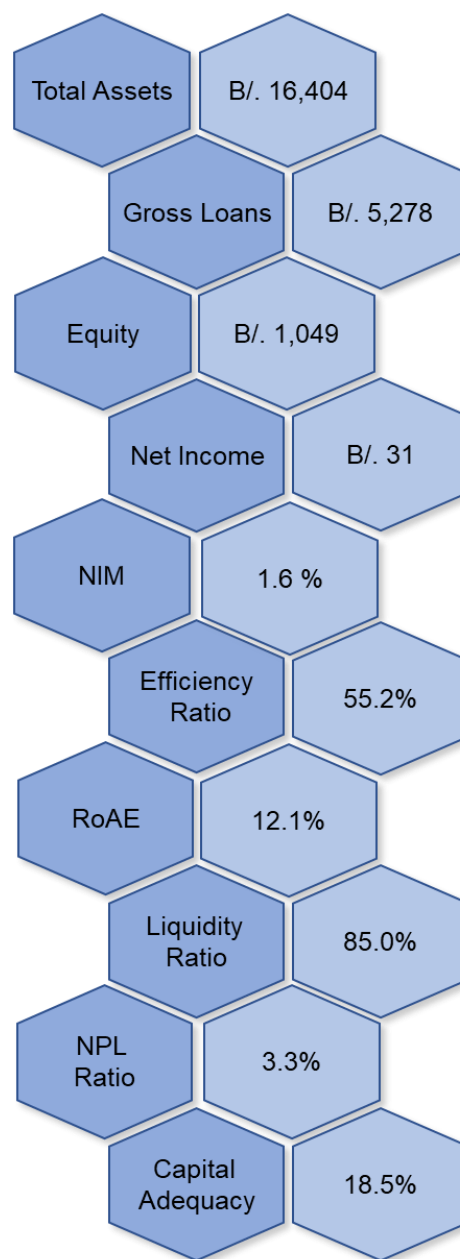 Total Assets
B/. 16,404
Gross Loans
B/. 5,278
Equity
B/. 1,049
Net Income
B/. 31
NIM
1.6 %
Efficiency
Ratio
55.2%
RoAE
12.1%
Liquidity
Ratio
85.0%
NPL
Ratio
3.3%
Capital
Adequacy
18.5%